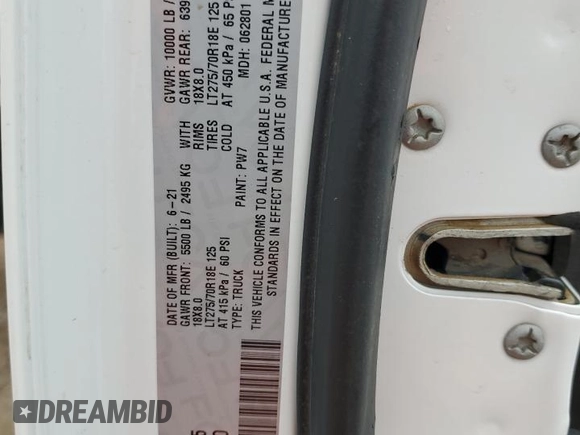 DATE OF MFR (BUILT): 6-21 GVWR: 10000 LB /
GAWR FRONT: 5500 LB / 2495 KG WITH GAWR REAR: 639
18X8.0 RIMS 18X8.0
LT275/70R18E 125 TIRES LT275/70R18E 125
AT 415 kPa / 60 PSI COLD AT 450 kPa / 65
TYPE: TRUCK PAINT: PW7 MDH: 062801
THIS VEHICLE CONFORMS TO ALL APPLICABLE U.S.A. FEDERAL
STANDARDS IN EFFECT ON THE DATE OF MANUFACTURE
DREAMBID